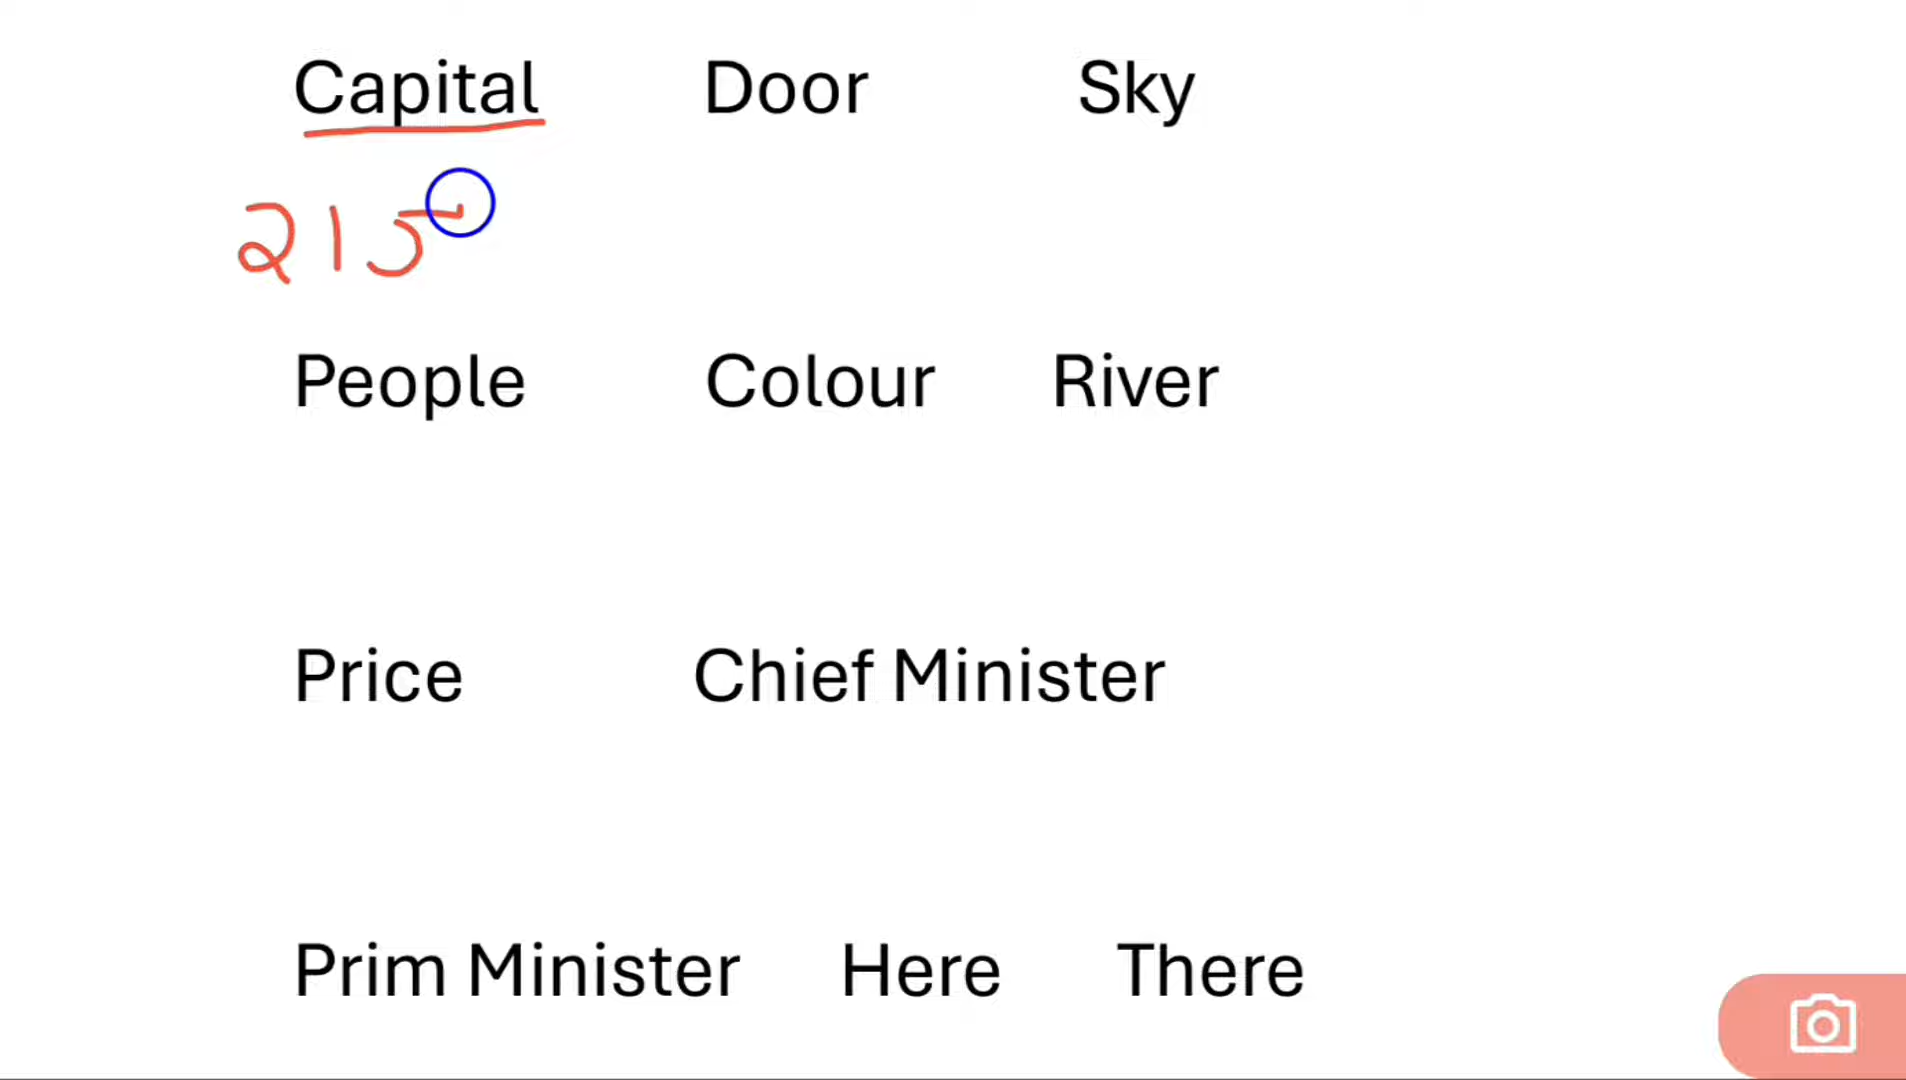 Capital Door Sky
રાજ
People Colour River
Price Chief Minister
Prim Minister Here There